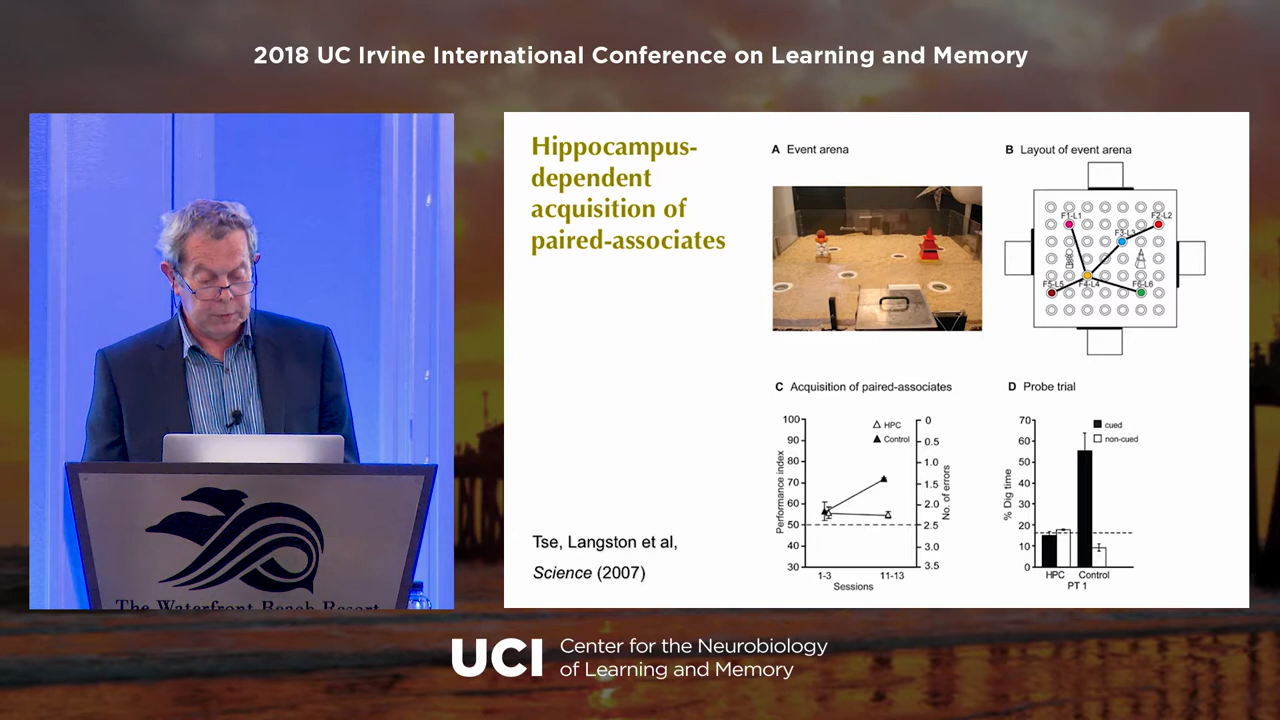 2018 UC Irvine International Conference on Learning and Memory
Hippocampus-
dependent
acquisition of
paired-associates
Tse, Langston et al,
Science (2007)
A Event arena
B Layout of event arena
F1-L1
F2-L2
F3-L3
F5-L5
F4-L4
F6-L6
C Acquisition of paired-associates
Performance index
100
90
80
70
60
50
40
30
HPC
Control
0
0.5
1.0
1.5
2.0
2.5
3.0
3.5
No. of errors
1-3
11-13
Sessions
D Probe trial
% Dig time
70
60
50
40
30
20
10
0
cued
non-cued
HPC
Control
PT 1
The Waterfront Beach Resort
UCI
Center for the Neurobiology
of Learning and Memory